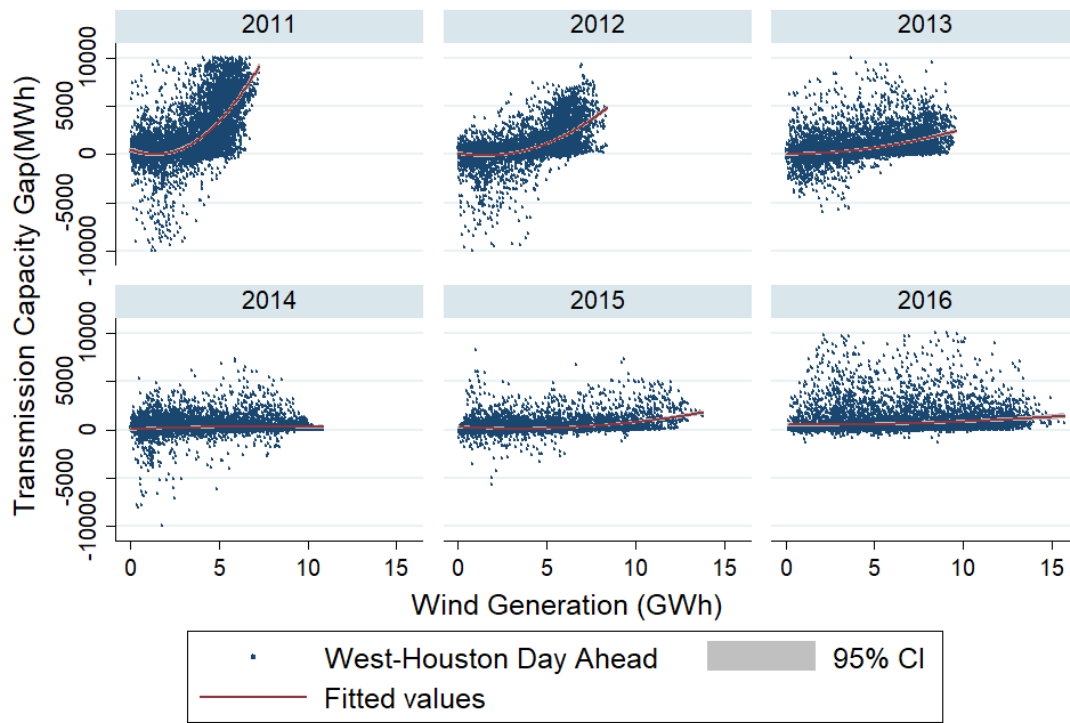 2011 2012 2013
Transmission Capacity Gap(MWh)
10000
5000
0
-5000
-10000
2014 2015 2016
10000
5000
0
-5000
-10000
0 5 10 15 0 5 10 15 0 5 10 15
Wind Generation (GWh)
West-Houston Day Ahead 95% CI
Fitted values